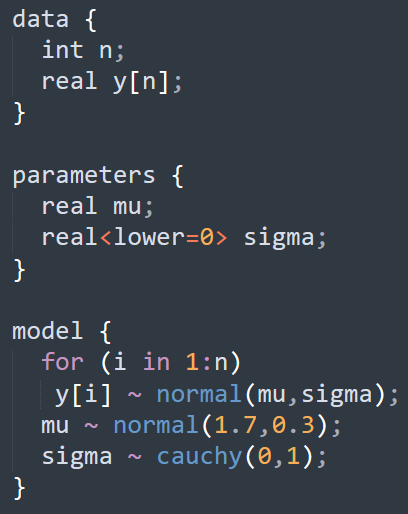 data {
  int n;
  real y[n];
}

parameters {
  real mu;
  real<lower=0> sigma;
}

model {
  for (i in 1:n)
   y[i] ~ normal(mu,sigma);
  mu ~ normal(1.7,0.3);
  sigma ~ cauchy(0,1);
}